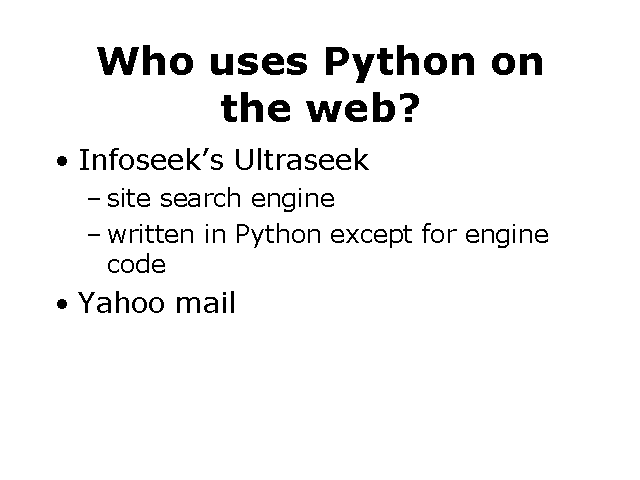 Who uses Python on
the web?
• Infoseek’s Ultraseek
– site search engine
– written in Python except for engine
code
• Yahoo mail